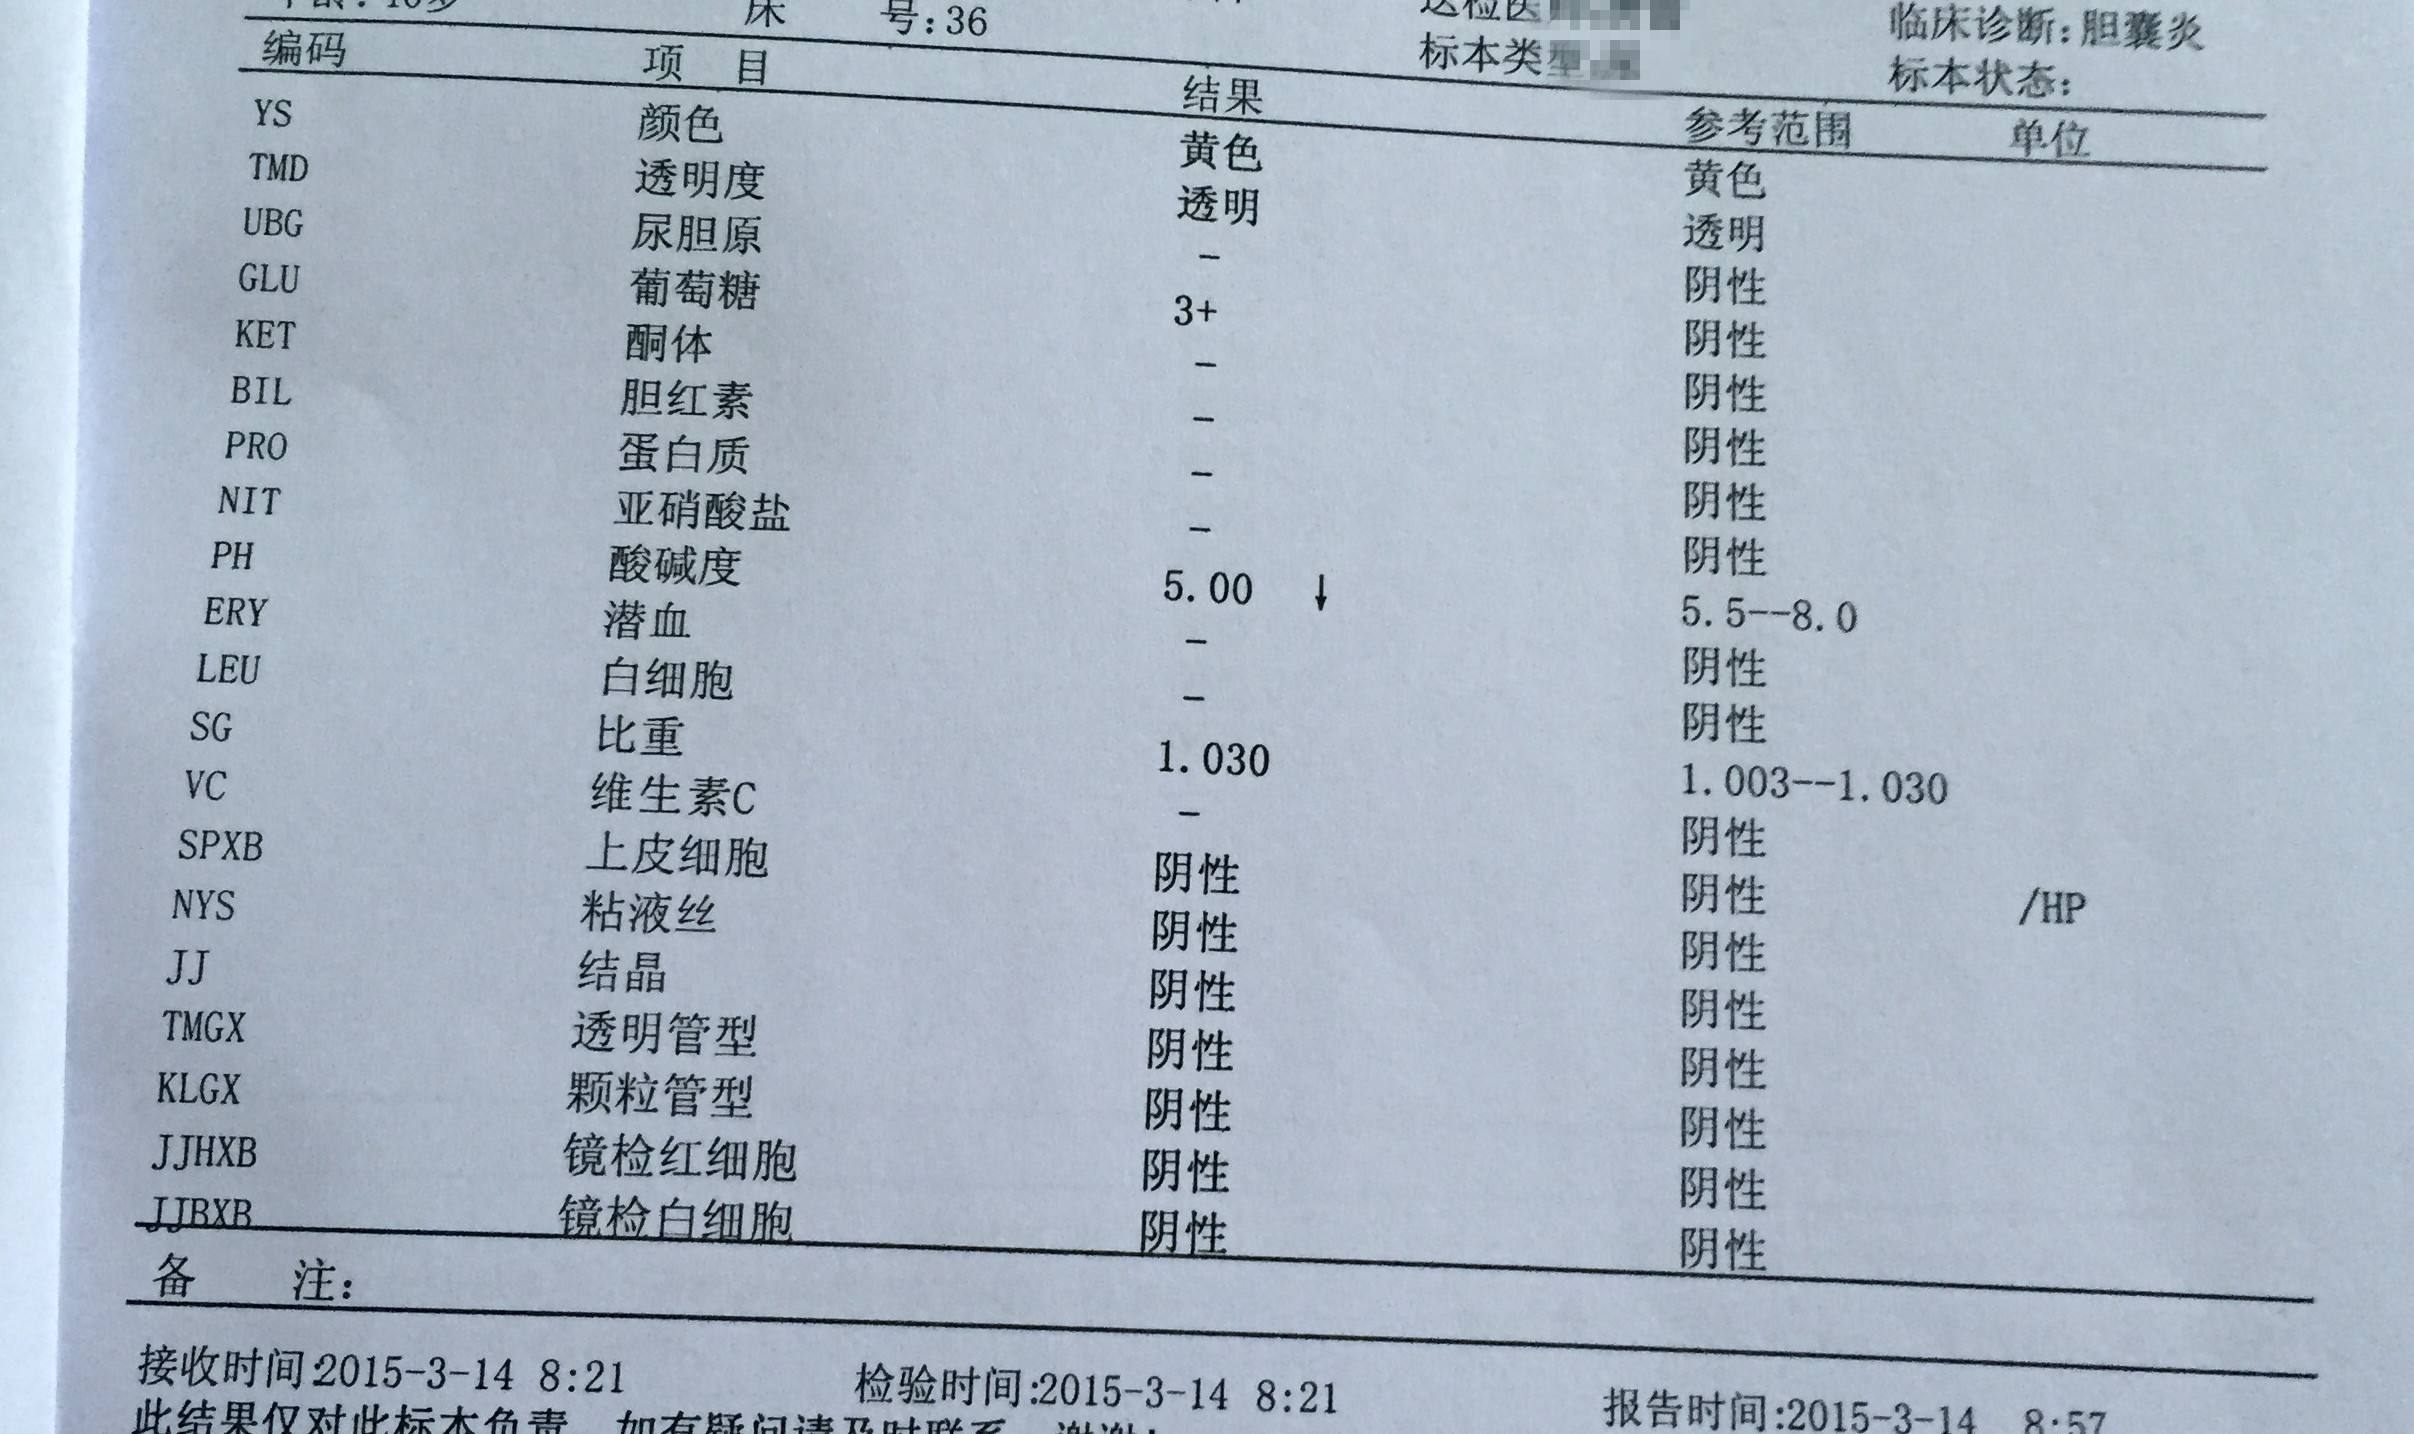 床 号:36 送检医
临床诊断:胆囊炎
标本类
标本状态:
编码 项 目 结果 参考范围 单位
YS 颜色 黄色 黄色
TMD 透明度 透明 透明
UBG 尿胆原 - 阴性
GLU 葡萄糖 3+ 阴性
KET 酮体 - 阴性
BIL 胆红素 - 阴性
PRO 蛋白质 - 阴性
NIT 亚硝酸盐 - 阴性
PH 酸碱度 5.00 ↓ 5.5--8.0
ERY 潜血 - 阴性
LEU 白细胞 - 阴性
SG 比重 1.030 1.003--1.030
VC 维生素C - 阴性
SPXB 上皮细胞 阴性 阴性 /HP
NYS 粘液丝 阴性 阴性
JJ 结晶 阴性 阴性
TMGX 透明管型 阴性 阴性
KLGX 颗粒管型 阴性 阴性
JJHXB 镜检红细胞 阴性 阴性
JJBXB 镜检白细胞 阴性 阴性
备 注:
接收时间:2015-3-14 8:21 检验时间:2015-3-14 8:21 报告时间:2015-3-14 8:57
此结果仅对此标本负责，如有疑问请及时联系，谢谢!